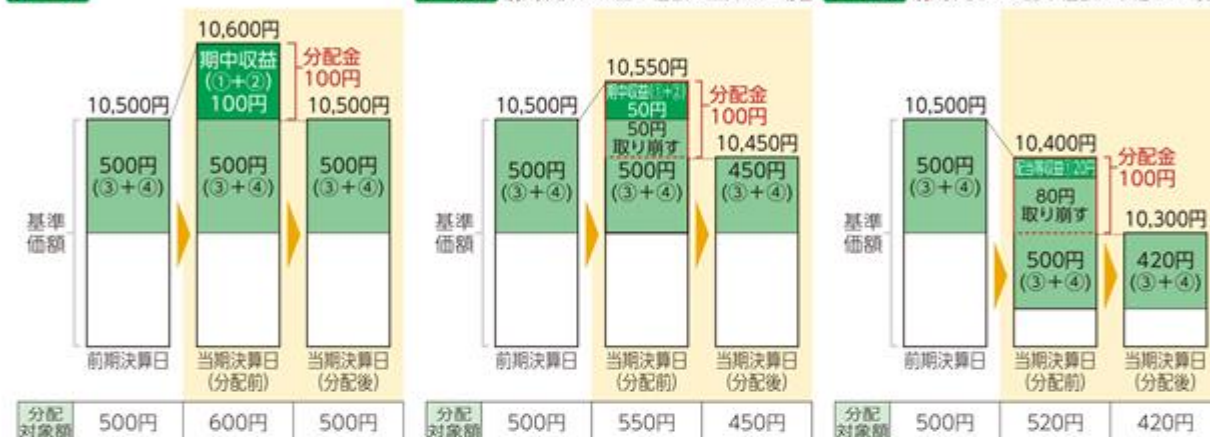 10,600円
期中収益
(①+②)
100円
分配金
100円
10,500円
10,500円
500円
(③+④)
500円
(③+④)
500円
(③+④)
基準
価額
前期決算日
当期決算日
(分配前)
当期決算日
(分配後)
分配
対象額
500円
600円
500円
10,550円
期中収益(①+②)
50円
50円
取り崩す
分配金
100円
10,500円
10,450円
500円
(③+④)
500円
(③+④)
450円
(③+④)
基準
価額
前期決算日
当期決算日
(分配前)
当期決算日
(分配後)
分配
対象額
500円
550円
450円
10,500円
10,400円
配当等収益①20円
80円
取り崩す
分配金
100円
10,300円
500円
(③+④)
500円
(③+④)
420円
(③+④)
基準
価額
前期決算日
当期決算日
(分配前)
当期決算日
(分配後)
分配
対象額
500円
520円
420円